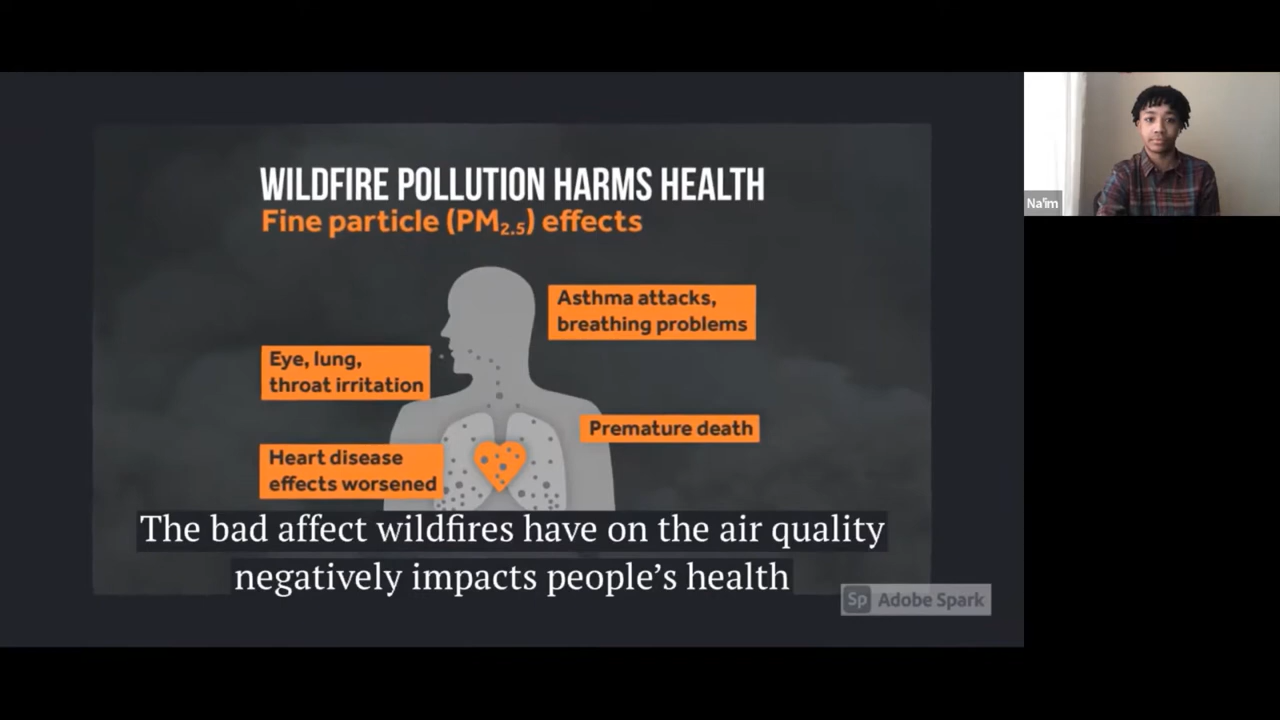 WILDFIRE POLLUTION HARMS HEALTH
Fine particle (PM2.5) effects
Asthma attacks,
breathing problems
Eye, lung,
throat irritation
Premature death
Heart disease
effects worsened
The bad affect wildfires have on the air quality
negatively impacts people’s health
Sp Adobe Spark
Na'im